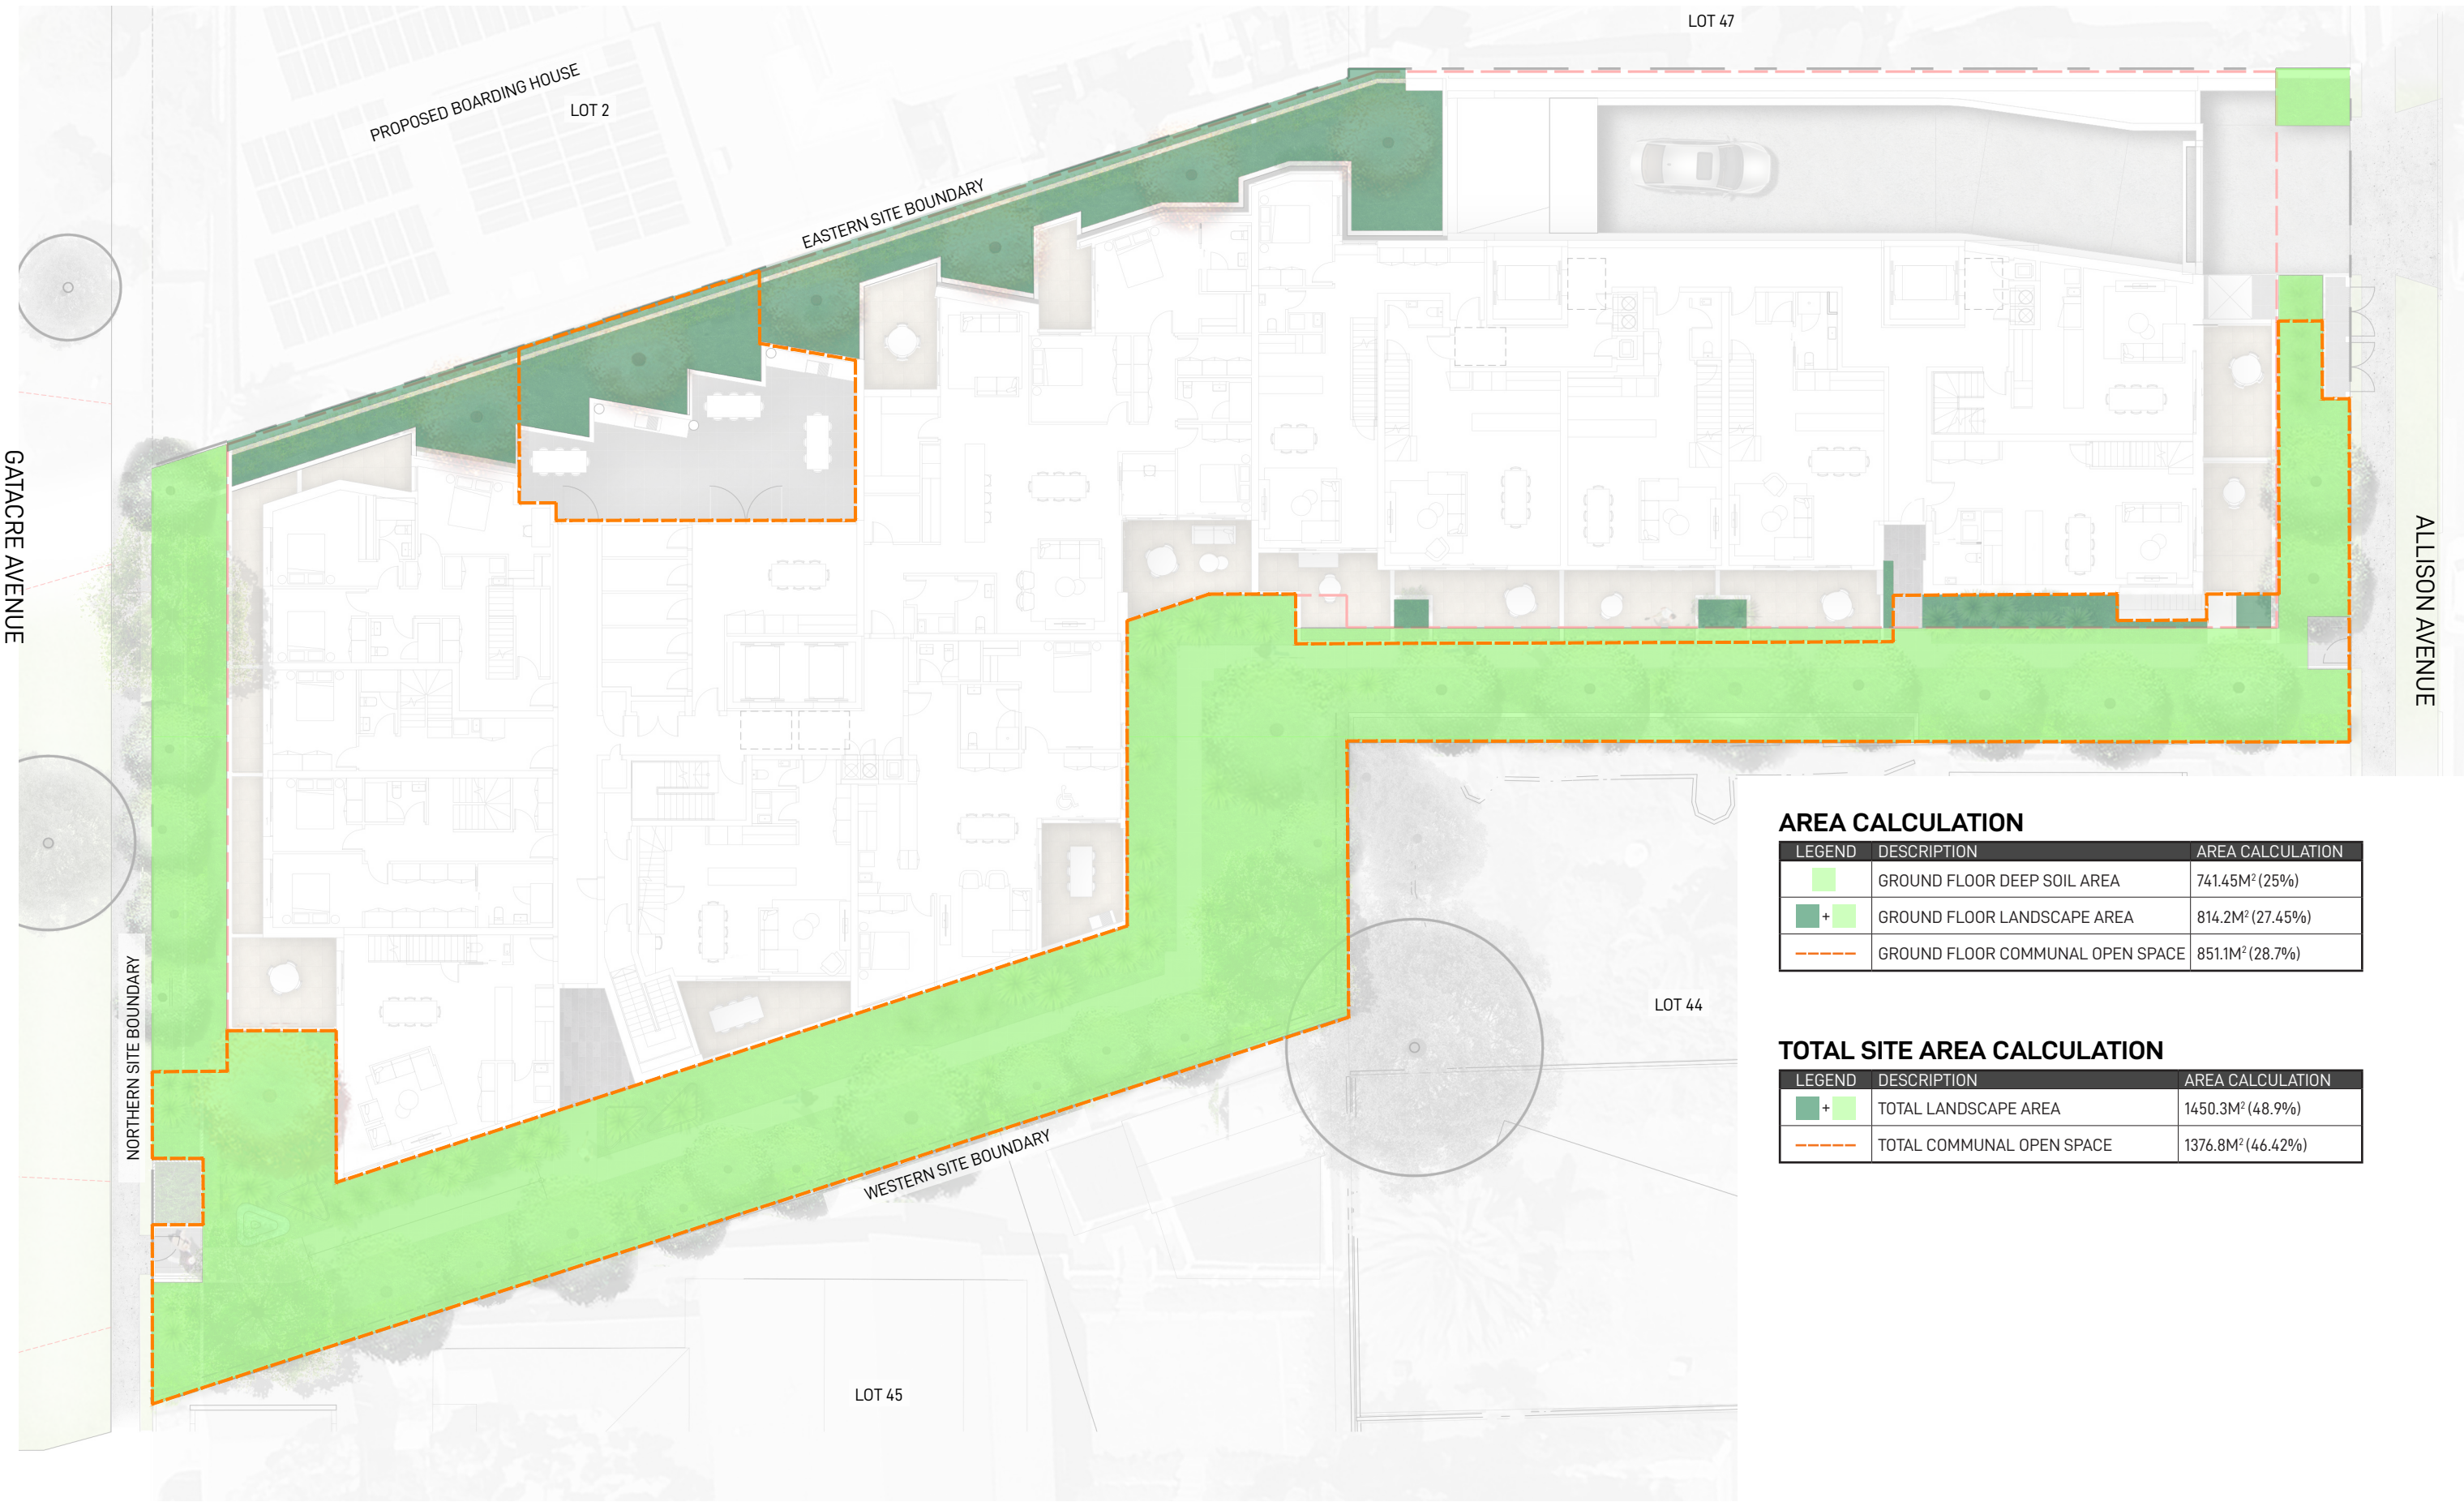 LOT 47
PROPOSED BOARDING HOUSE
LOT 2
EASTERN SITE BOUNDARY
GATACRE AVENUE
ALLISON AVENUE
NORTHERN SITE BOUNDARY
WESTERN SITE BOUNDARY
LOT 44
LOT 45
AREA CALCULATION
LEGEND DESCRIPTION AREA CALCULATION
GROUND FLOOR DEEP SOIL AREA 741.45M² (25%)
+ GROUND FLOOR LANDSCAPE AREA 814.2M² (27.45%)
GROUND FLOOR COMMUNAL OPEN SPACE 851.1M² (28.7%)
TOTAL SITE AREA CALCULATION
LEGEND DESCRIPTION AREA CALCULATION
+ TOTAL LANDSCAPE AREA 1450.3M² (48.9%)
TOTAL COMMUNAL OPEN SPACE 1376.8M² (46.42%)